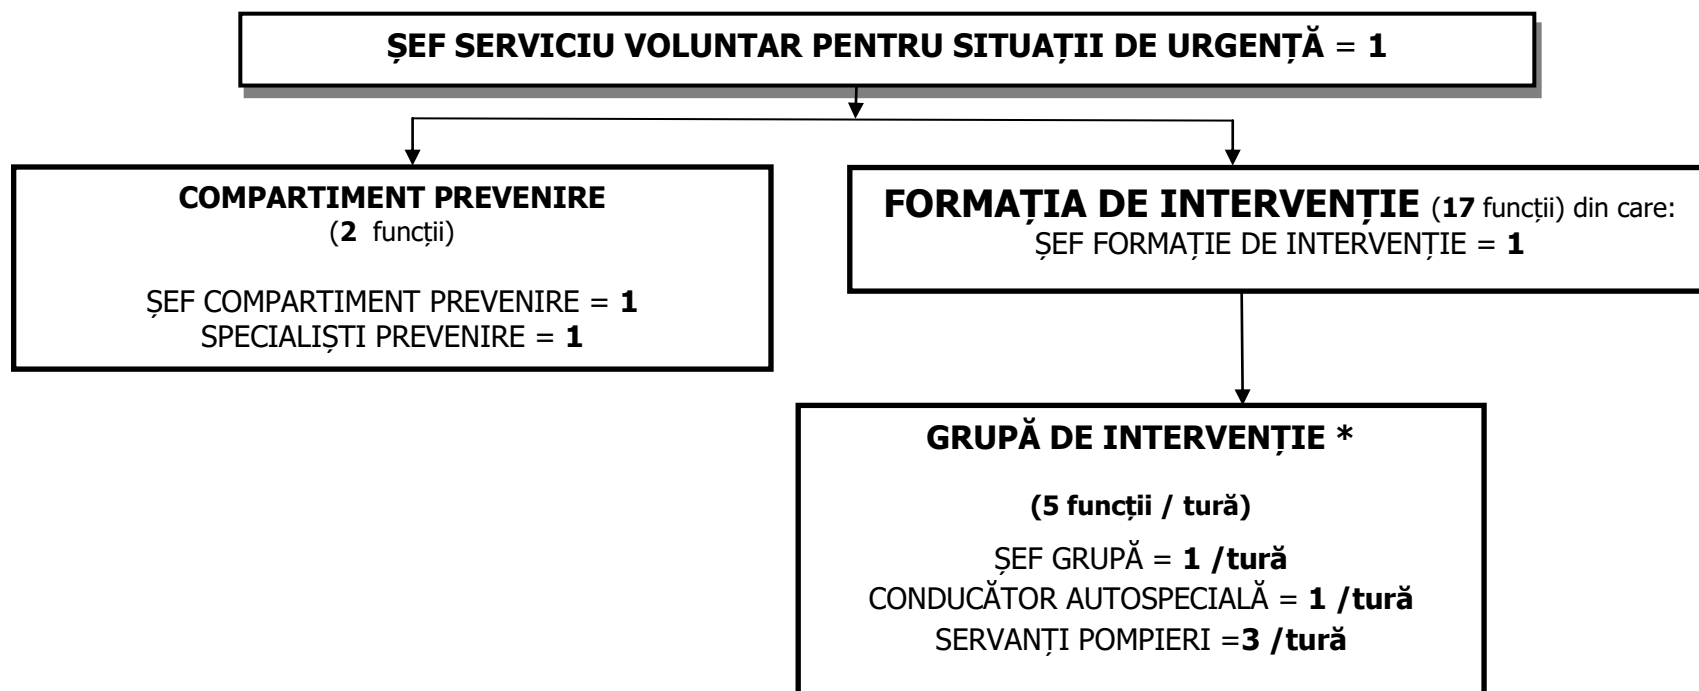 ȘEF SERVICIU VOLUNTAR PENTRU SITUAȚII DE URGENȚĂ = 1
COMPARTIMENT PREVENIRE
(2 funcții)
ȘEF COMPARTIMENT PREVENIRE = 1
SPECIALIȘTI PREVENIRE = 1
FORMAȚIA DE INTERVENȚIE (17 funcții) din care:
ȘEF FORMAȚIE DE INTERVENȚIE = 1
GRUPĂ DE INTERVENȚIE *
(5 funcții / tură)
ȘEF GRUPĂ = 1 /tură
CONDUCĂTOR AUTOSPECIALĂ = 1 /tură
SERVANȚI POMPIERI =3 /tură